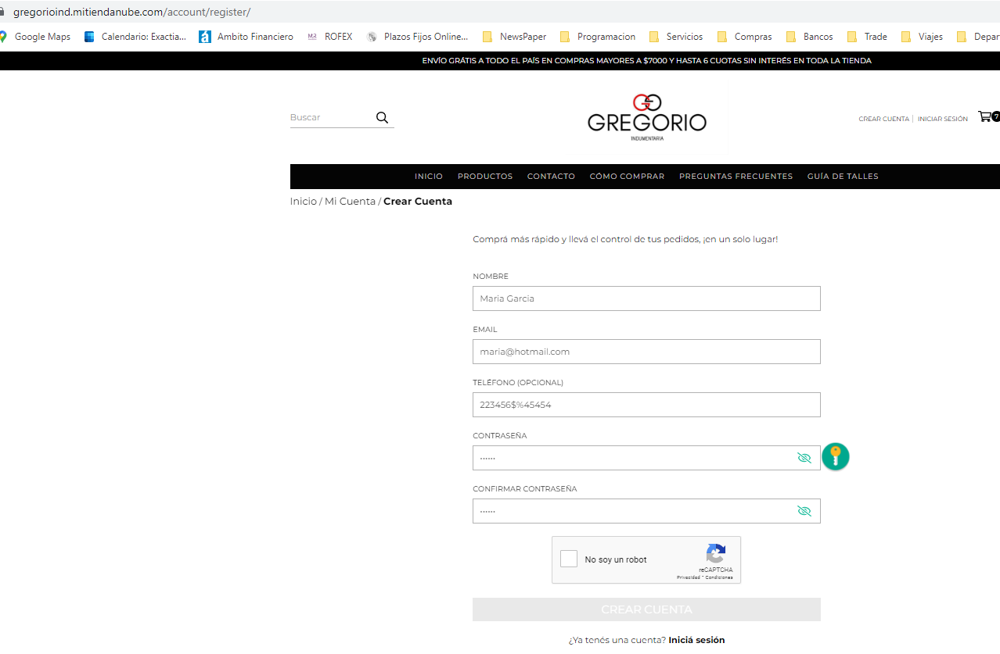 gregorioind.mitiendanube.com/account/register/
Google Maps Calendario: Exactia... Ambito Financiero ROFEX Plazos Fijos Online... NewsPaper Programacion Servicios Compras Bancos Trade Viajes Depar
ENVÍO GRÁTIS A TODO EL PAÍS EN COMPRAS MAYORES A $7000 Y HASTA 6 CUOTAS SIN INTERÉS EN TODA LA TIENDA
Buscar
GREGORIO
INDUMENTARIA
CREAR CUENTA | INICIAR SESIÓN 7
INICIO PRODUCTOS CONTACTO CÓMO COMPRAR PREGUNTAS FRECUENTES GUÍA DE TALLES
Inicio / Mi Cuenta / Crear Cuenta
Comprá más rápido y llevá el control de tus pedidos, ¡en un solo lugar!
NOMBRE
Maria Garcia
EMAIL
maria@hotmail.com
TELÉFONO (OPCIONAL)
223456$%45454
CONTRASEÑA
······
CONFIRMAR CONTRASEÑA
······
No soy un robot
reCAPTCHA
Privacidad - Condiciones
CREAR CUENTA
¿Ya tenés una cuenta? Iniciá sesión